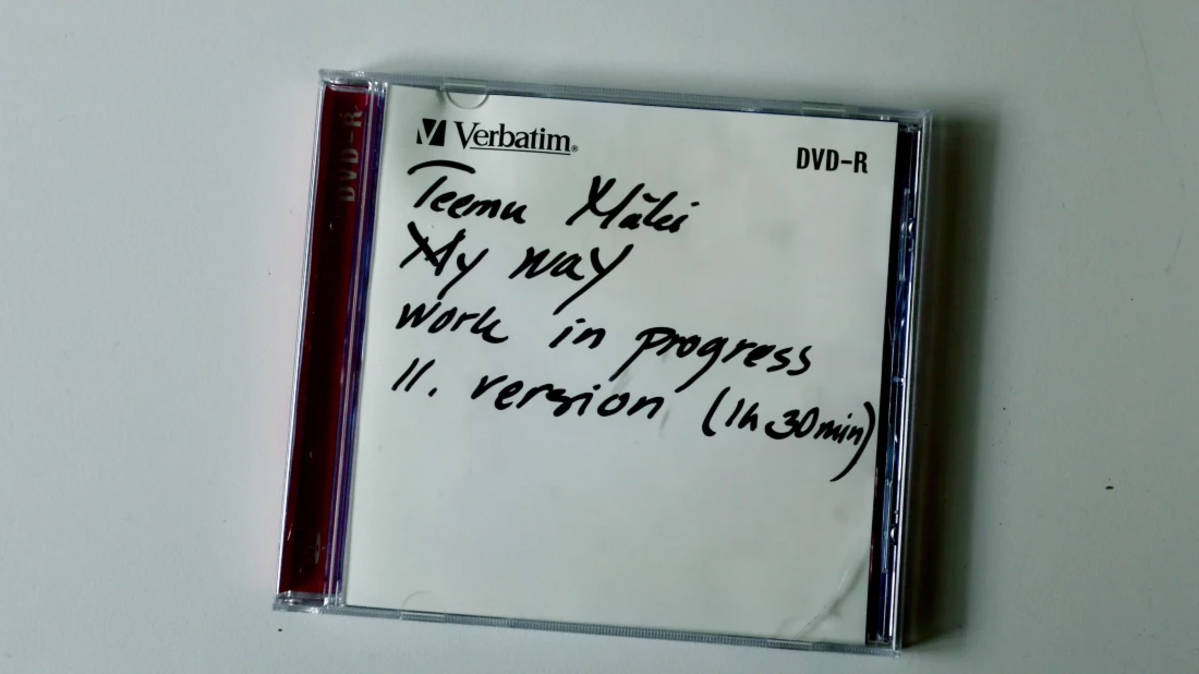 Verbatim®
DVD-R
DVD-R
Teemu Mäki
My way
work in progress
11. version (1h 30min)